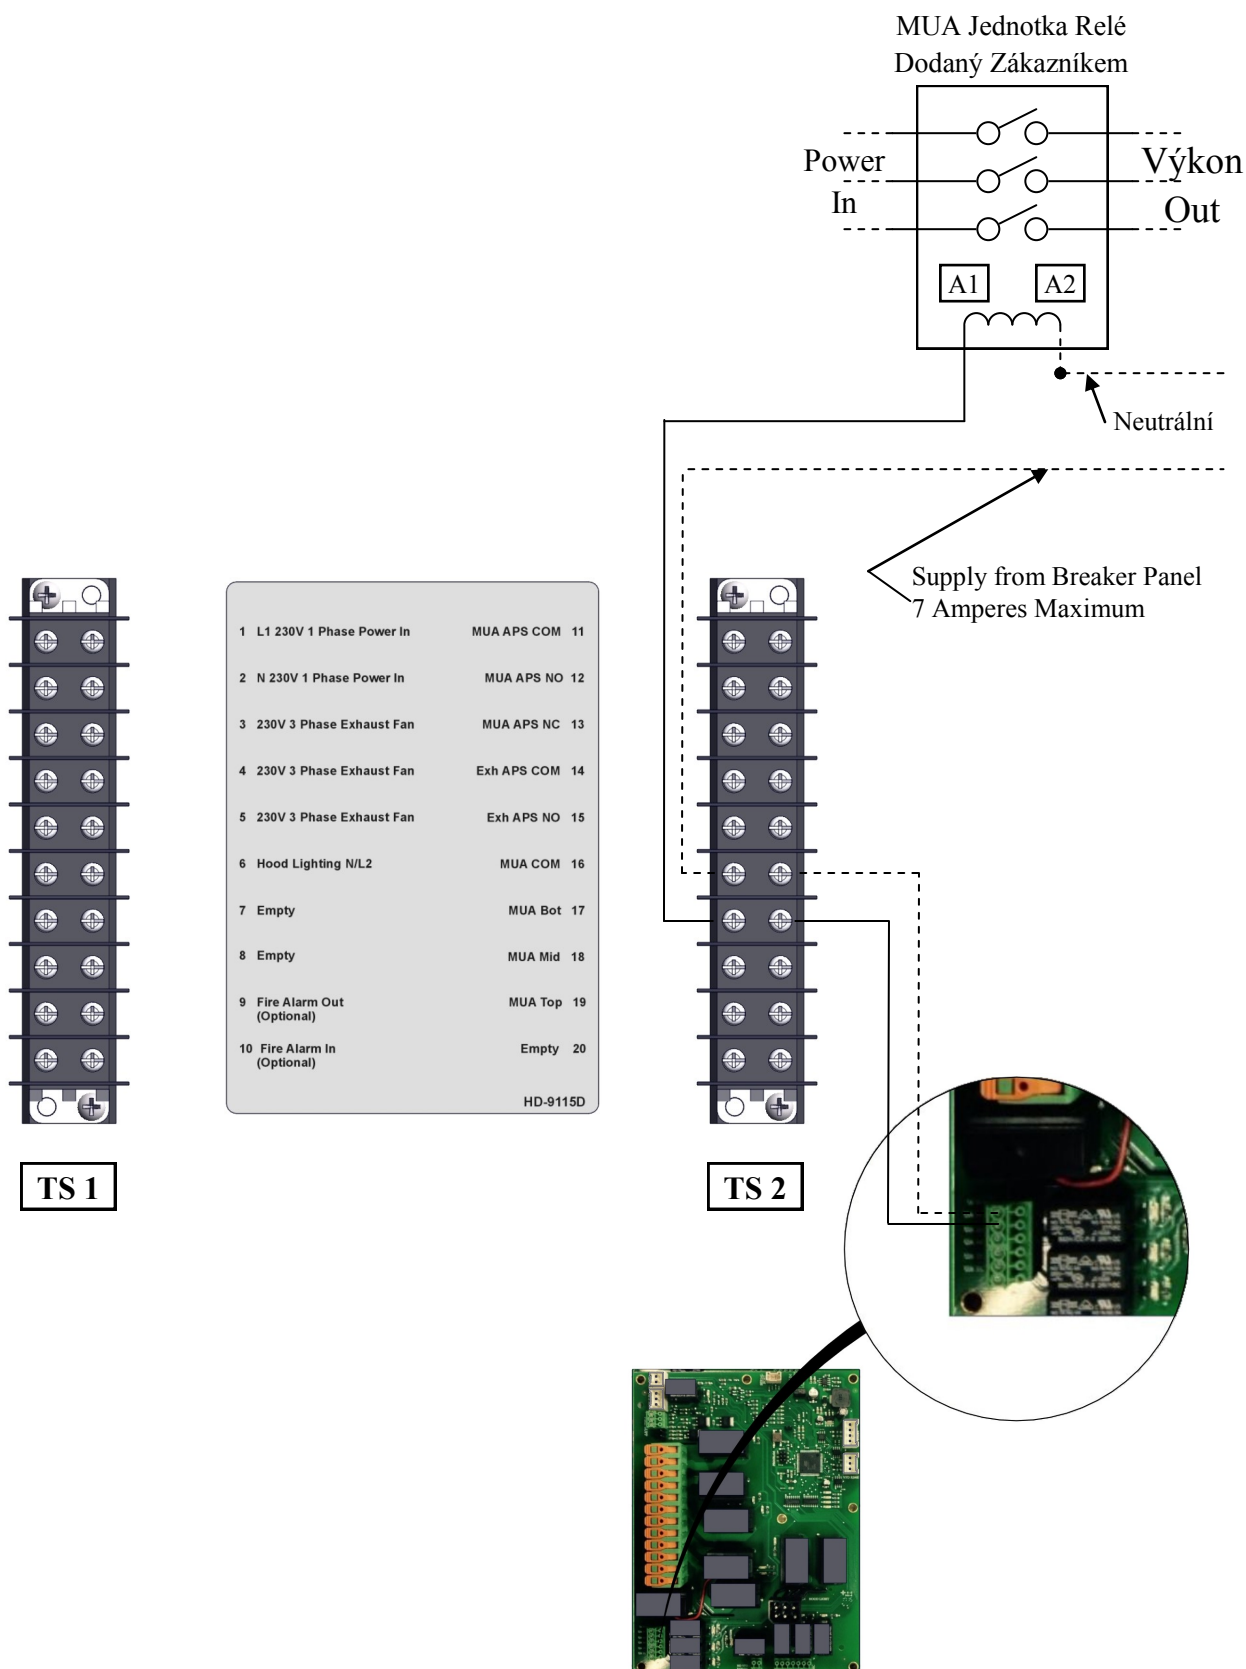 MUA Jednotka Relé
Dodaný Zákazníkem
Power
In
Výkon
Out
A1
A2
Neutrální
Supply from Breaker Panel
7 Amperes Maximum
1 L1 230V 1 Phase Power In MUA APS COM 11
2 N 230V 1 Phase Power In MUA APS NO 12
3 230V 3 Phase Exhaust Fan MUA APS NC 13
4 230V 3 Phase Exhaust Fan Exh APS COM 14
5 230V 3 Phase Exhaust Fan Exh APS NO 15
6 Hood Lighting N/L2 MUA COM 16
7 Empty MUA Bot 17
8 Empty MUA Mid 18
9 Fire Alarm Out MUA Top 19
(Optional)
10 Fire Alarm In Empty 20
(Optional)
HD-9115D
TS 1
TS 2